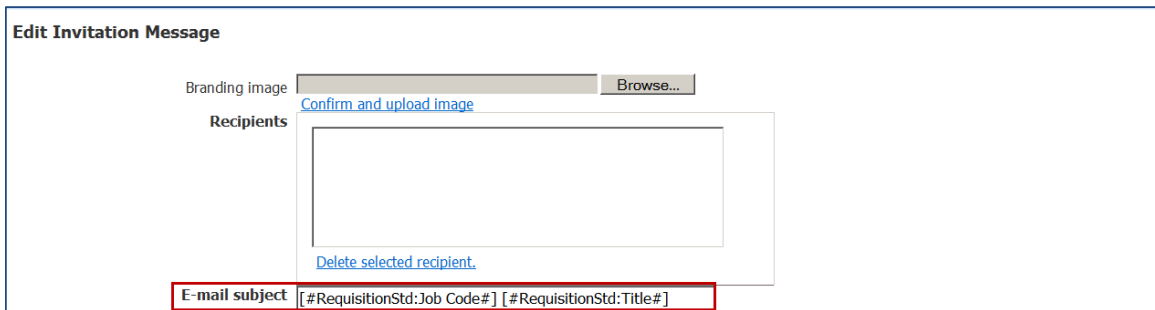 Edit Invitation Message
Branding image Browse...
Confirm and upload image
Recipients
Delete selected recipient.
E-mail subject [#RequisitionStd:Job Code#] [#RequisitionStd:Title#]